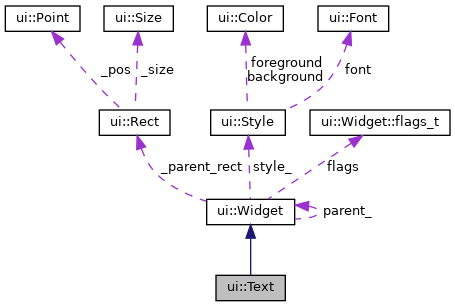 ui::Point
ui::Size
ui::Color
ui::Font
_pos
_size
foreground
background
font
ui::Rect
ui::Style
ui::Widget::flags_t
_parent_rect
style_
flags
ui::Widget
parent_
ui::Text